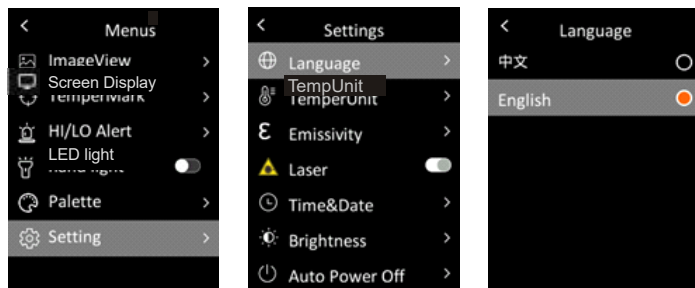 Menus
ImageView
Screen Display
TemperMark
HI/LO Alert
LED light
Palette
Setting
Settings
Language
TempUnit
TemperUnit
Emissivity
Laser
Time&Date
Brightness
Auto Power Off
Language
中文
English